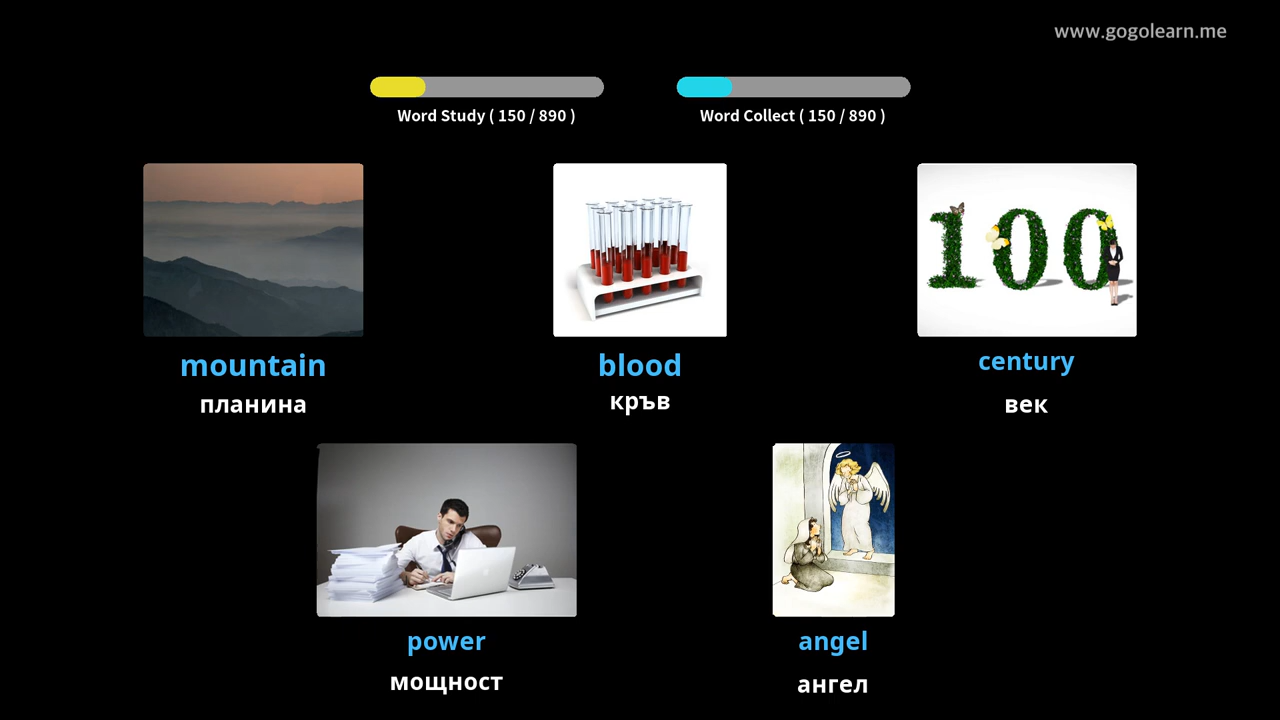 www.gogolearn.me
Word Study ( 150 / 890 )
Word Collect ( 150 / 890 )
100
mountain
планина
blood
кръв
century
век
power
мощност
angel
ангел